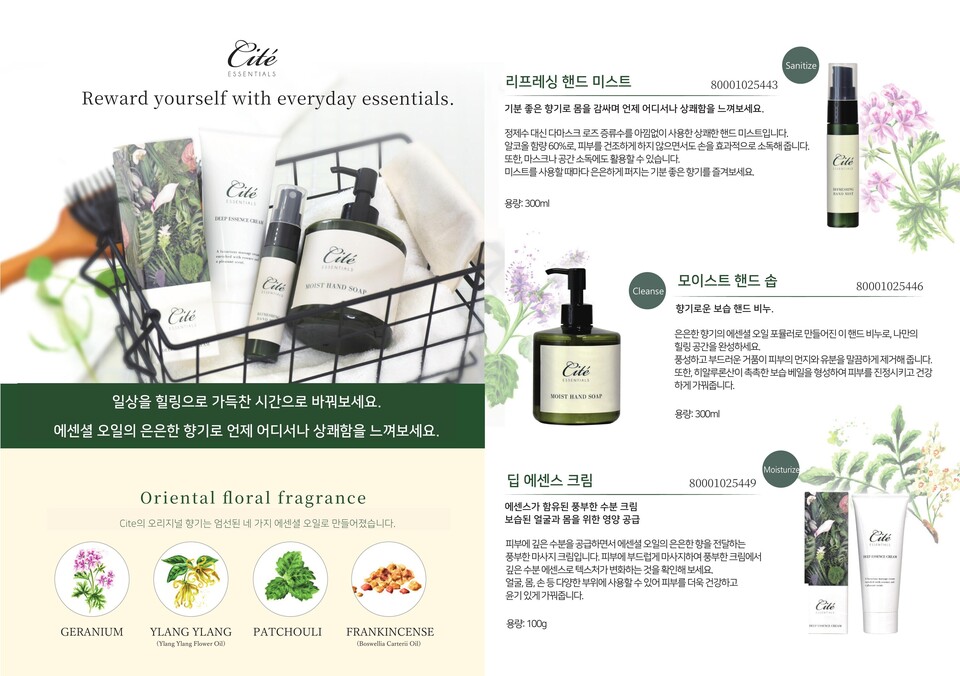 Cité
ESSENTIALS
Reward yourself with everyday essentials.
Cité
ESSENTIALS
DEEP ESSENCE CREAM
Cité
Cité
ESSENTIALS
MOIST HAND SOAP
Cité
일상을 힐링으로 가득찬 시간으로 바꿔보세요.
에센셜 오일의 은은한 향기로 언제 어디서나 상쾌함을 느껴보세요.
Oriental floral fragrance
Cite의 오리지널 향기는 엄선된 네 가지 에센셜 오일로 만들어졌습니다.
GERANIUM
YLANG YLANG
(Ylang Ylang Flower Oil)
PATCHOULI
FRANKINCENSE
(Boswellia Carterii Oil)
Sanitize
리프레싱 핸드 미스트
80001025443
기분 좋은 향기로 몸을 감싸며 언제 어디서나 상쾌함을 느껴보세요.
정제수 대신 다마스크 로즈 증류수를 아낌없이 사용한 상쾌한 핸드 미스트입니다.
알코올 함량 60%로, 피부를 건조하게 하지 않으면서도 손을 효과적으로 소독해 줍니다.
또한, 마스크나 공간 소독에도 활용할 수 있습니다.
미스트를 사용할 때마다 은은하게 퍼지는 기분 좋은 향기를 즐겨보세요.
용량: 300ml
Cité
Cleanse
모이스트 핸드 솝
80001025446
향기로운 보습 핸드 비누.
은은한 향기의 에센셜 오일 포뮬러로 만들어진 이 핸드 비누로, 나만의
힐링 공간을 완성하세요.
풍성하고 부드러운 거품이 피부의 먼지와 유분을 말끔하게 제거해 줍니다.
또한, 히알루론산이 촉촉한 보습 베일을 형성하여 피부를 진정시키고 건강
하게 가꿔줍니다.
용량: 300ml
Cité
ESSENTIALS
MOIST HAND SOAP
Moisturize
딥 에센스 크림
80001025449
에센스가 함유된 풍부한 수분 크림
보습된 얼굴과 몸을 위한 영양 공급
피부에 깊은 수분을 공급하면서 에센셜 오일의 은은한 향을 전달하는
풍부한 마사지 크림입니다. 피부에 부드럽게 마사지하여 풍부한 크림에서
깊은 수분 에센스로 텍스처가 변화하는 것을 확인해 보세요.
얼굴, 몸, 손 등 다양한 부위에 사용할 수 있어 피부를 더욱 건강하고
윤기 있게 가꿔줍니다.
용량: 100g
Cité
Cité
DEEP ESSENCE CREAM